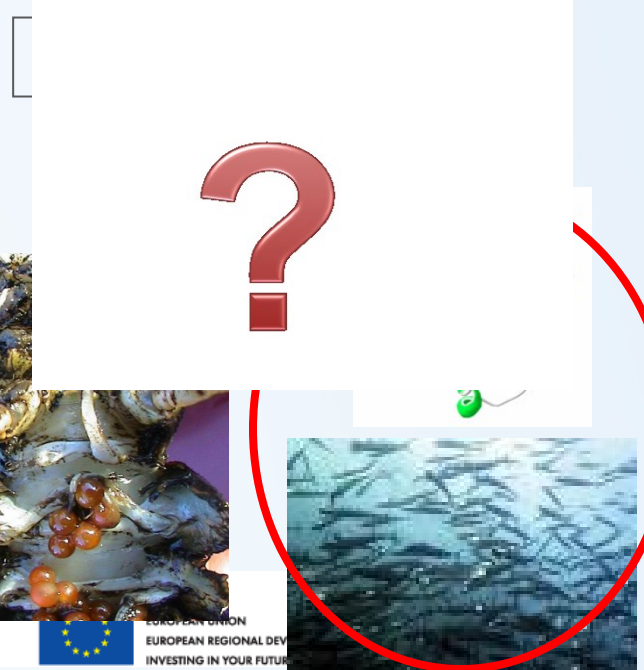 ?
EUROPEAN UNION
EUROPEAN REGIONAL DEV
INVESTING IN YOUR FUTUR